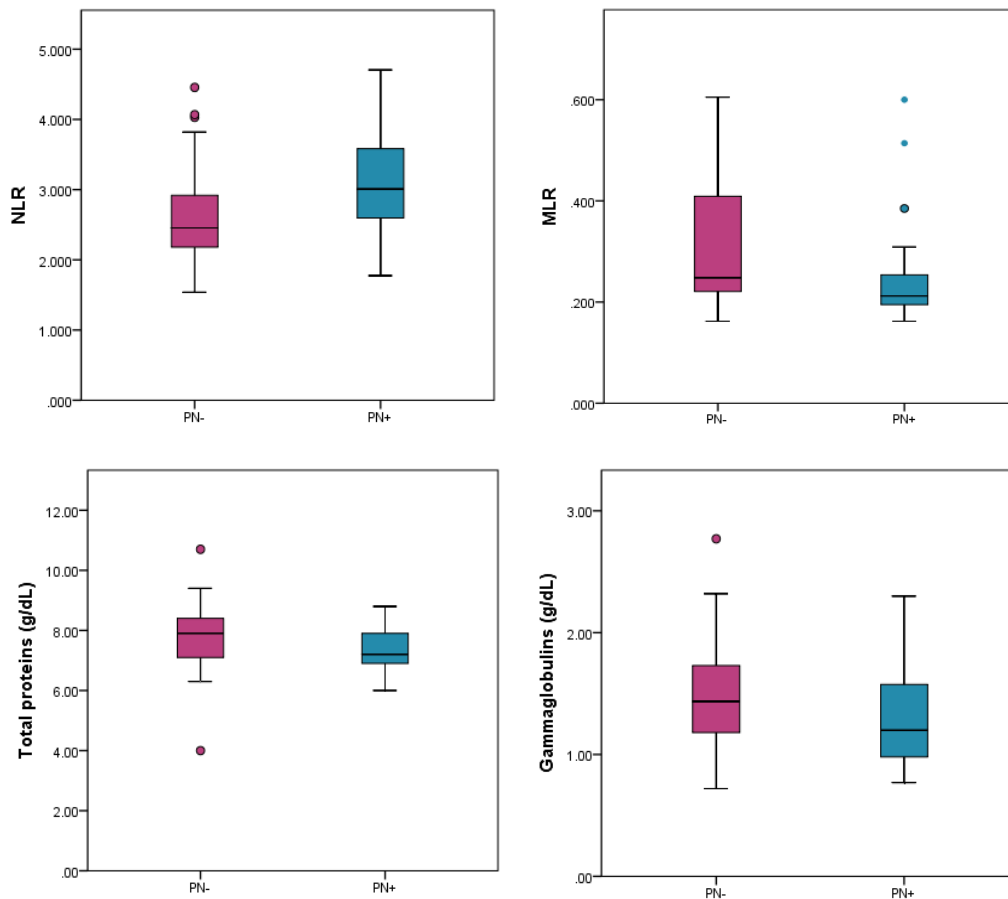 NLR
5.000
4.000
3.000
2.000
1.000
.000
PN-
PN+
MLR
.600
.400
.200
.000
PN-
PN+
Total proteins (g/dL)
12.00
10.00
8.00
6.00
4.00
2.00
.00
PN-
PN+
Gammaglobulins (g/dL)
3.00
2.00
1.00
.00
PN-
PN+